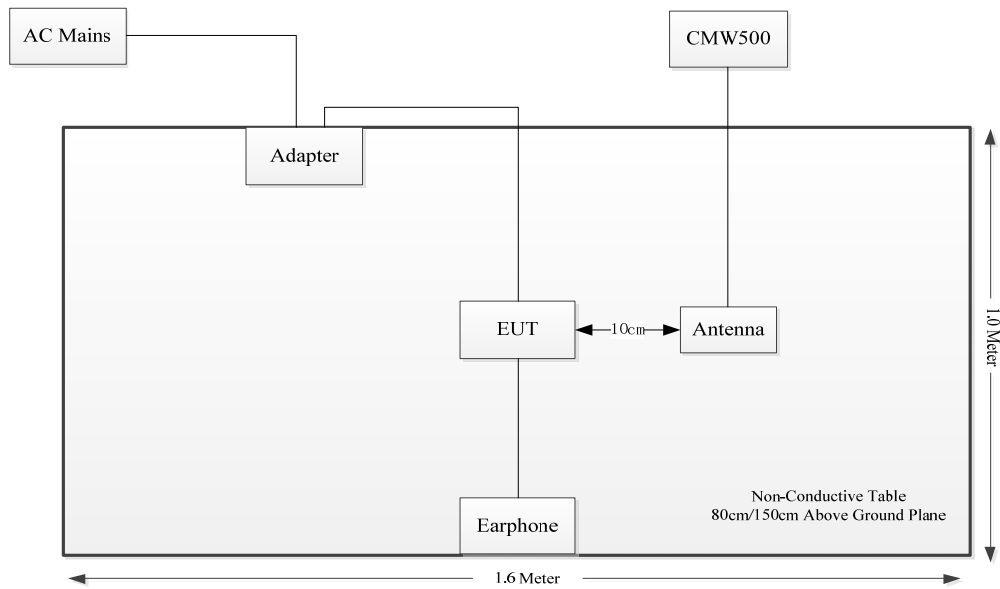 AC Mains
CMW500
Adapter
EUT
10cm
Antenna
1.0 Meter
Non-Conductive Table
80cm/150cm Above Ground Plane
Earphone
1.6 Meter